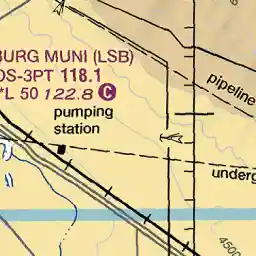 BURG MUNI (LSB)
OS-3PT 118.1
*L 50 122.8 C
pipeline
pumping
station
underg
4500